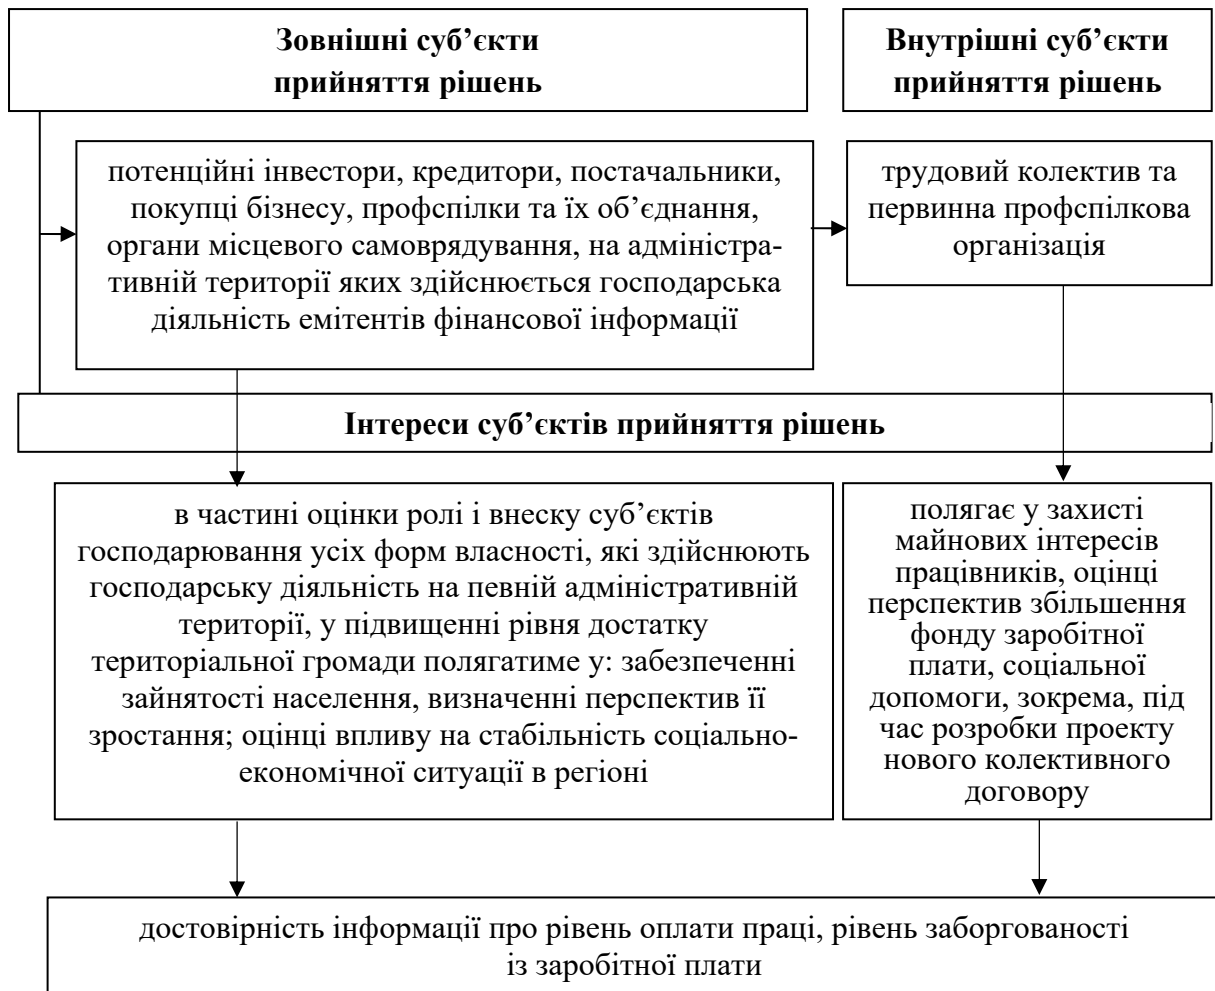 Зовнішні суб’єкти
прийняття рішень
Внутрішні суб’єкти
прийняття рішень
потенційні інвестори, кредитори, постачальники,
покупці бізнесу, профспілки та їх об’єднання,
органи місцевого самоврядування, на адміністра-
тивній території яких здійснюється господарська
діяльність емітентів фінансової інформації
трудовий колектив та
первинна профспілкова
організація
Інтереси суб’єктів прийняття рішень
в частині оцінки ролі і внеску суб’єктів
господарювання усіх форм власності, які здійснюють
господарську діяльність на певній адміністративній
території, у підвищенні рівня достатку
територіальної громади полягатиме у: забезпеченні
зайнятості населення, визначенні перспектив її
зростання; оцінці впливу на стабільність соціально-
економічної ситуації в регіоні
полягає у захисті
майнових інтересів
працівників, оцінці
перспектив збільшення
фонду заробітної
плати, соціальної
допомоги, зокрема, під
час розробки проекту
нового колективного
договору
достовірність інформації про рівень оплати праці, рівень заборгованості
із заробітної плати